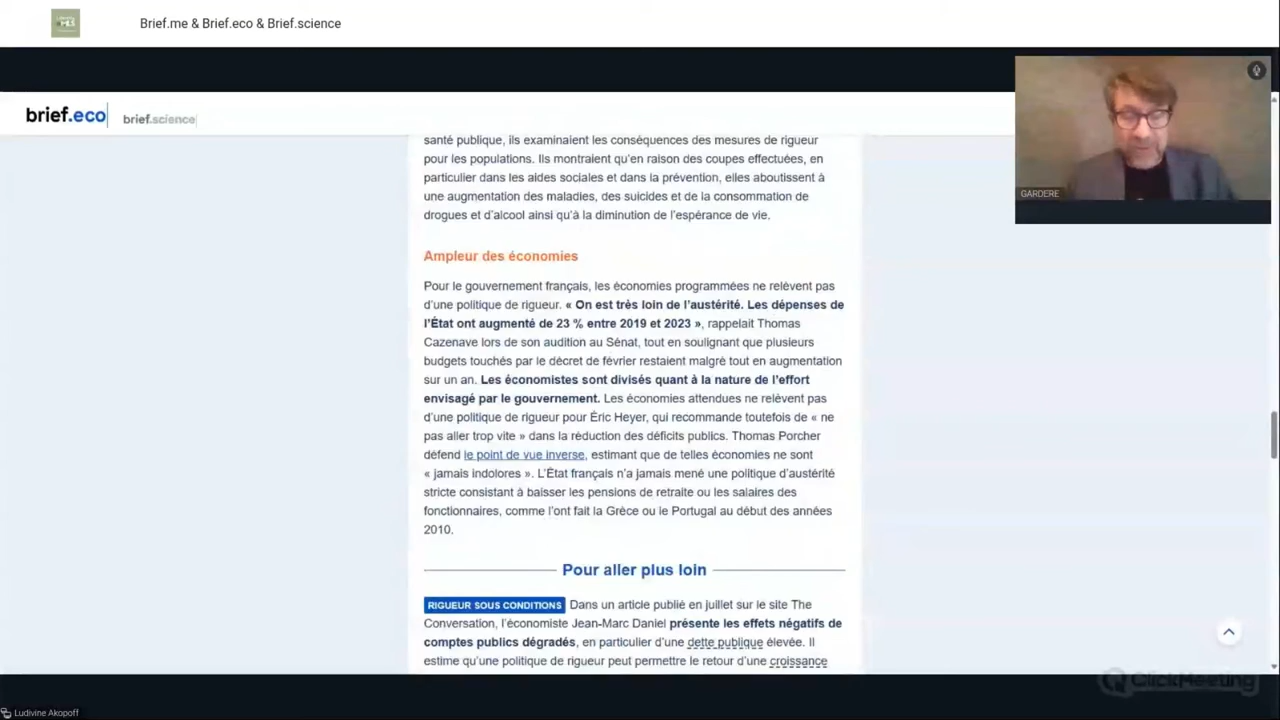 Brief.me & Brief.eco & Brief.science
brief.eco
brief.science
GARDERE
santé publique, ils examinaient les conséquences des mesures de rigueur
pour les populations. Ils montraient qu'en raison des coupes effectuées, en
particulier dans les aides sociales et dans la prévention, elles aboutissent à
une augmentation des maladies, des suicides et de la consommation de
drogues et d'alcool ainsi qu'à la diminution de l'espérance de vie.
Ampleur des économies
Pour le gouvernement français, les économies programmées ne relèvent pas
d'une politique de rigueur. « On est très loin de l'austérité. Les dépenses de
l'État ont augmenté de 23 % entre 2019 et 2023 », rappelait Thomas
Cazenave lors de son audition au Sénat, tout en soulignant que plusieurs
budgets touchés par le décret de février restaient malgré tout en augmentation
sur un an. Les économistes sont divisés quant à la nature de l'effort
envisagé par le gouvernement. Les économies attendues ne relèvent pas
d'une politique de rigueur pour Éric Heyer, qui recommande toutefois de « ne
pas aller trop vite » dans la réduction des déficits publics. Thomas Porcher
défend le point de vue inverse, estimant que de telles économies ne sont
« jamais indolores ». L'État français n'a jamais mené une politique d'austérité
stricte consistant à baisser les pensions de retraite ou les salaires des
fonctionnaires, comme l'ont fait la Grèce ou le Portugal au début des années
2010.
Pour aller plus loin
RIGUEUR SOUS CONDITIONS Dans un article publié en juillet sur le site The
Conversation, l'économiste Jean-Marc Daniel présente les effets négatifs de
comptes publics dégradés, en particulier d'une dette publique élevée. Il
estime qu'une politique de rigueur peut permettre le retour d'une croissance
ClickMeeting
Ludivine Akopoff